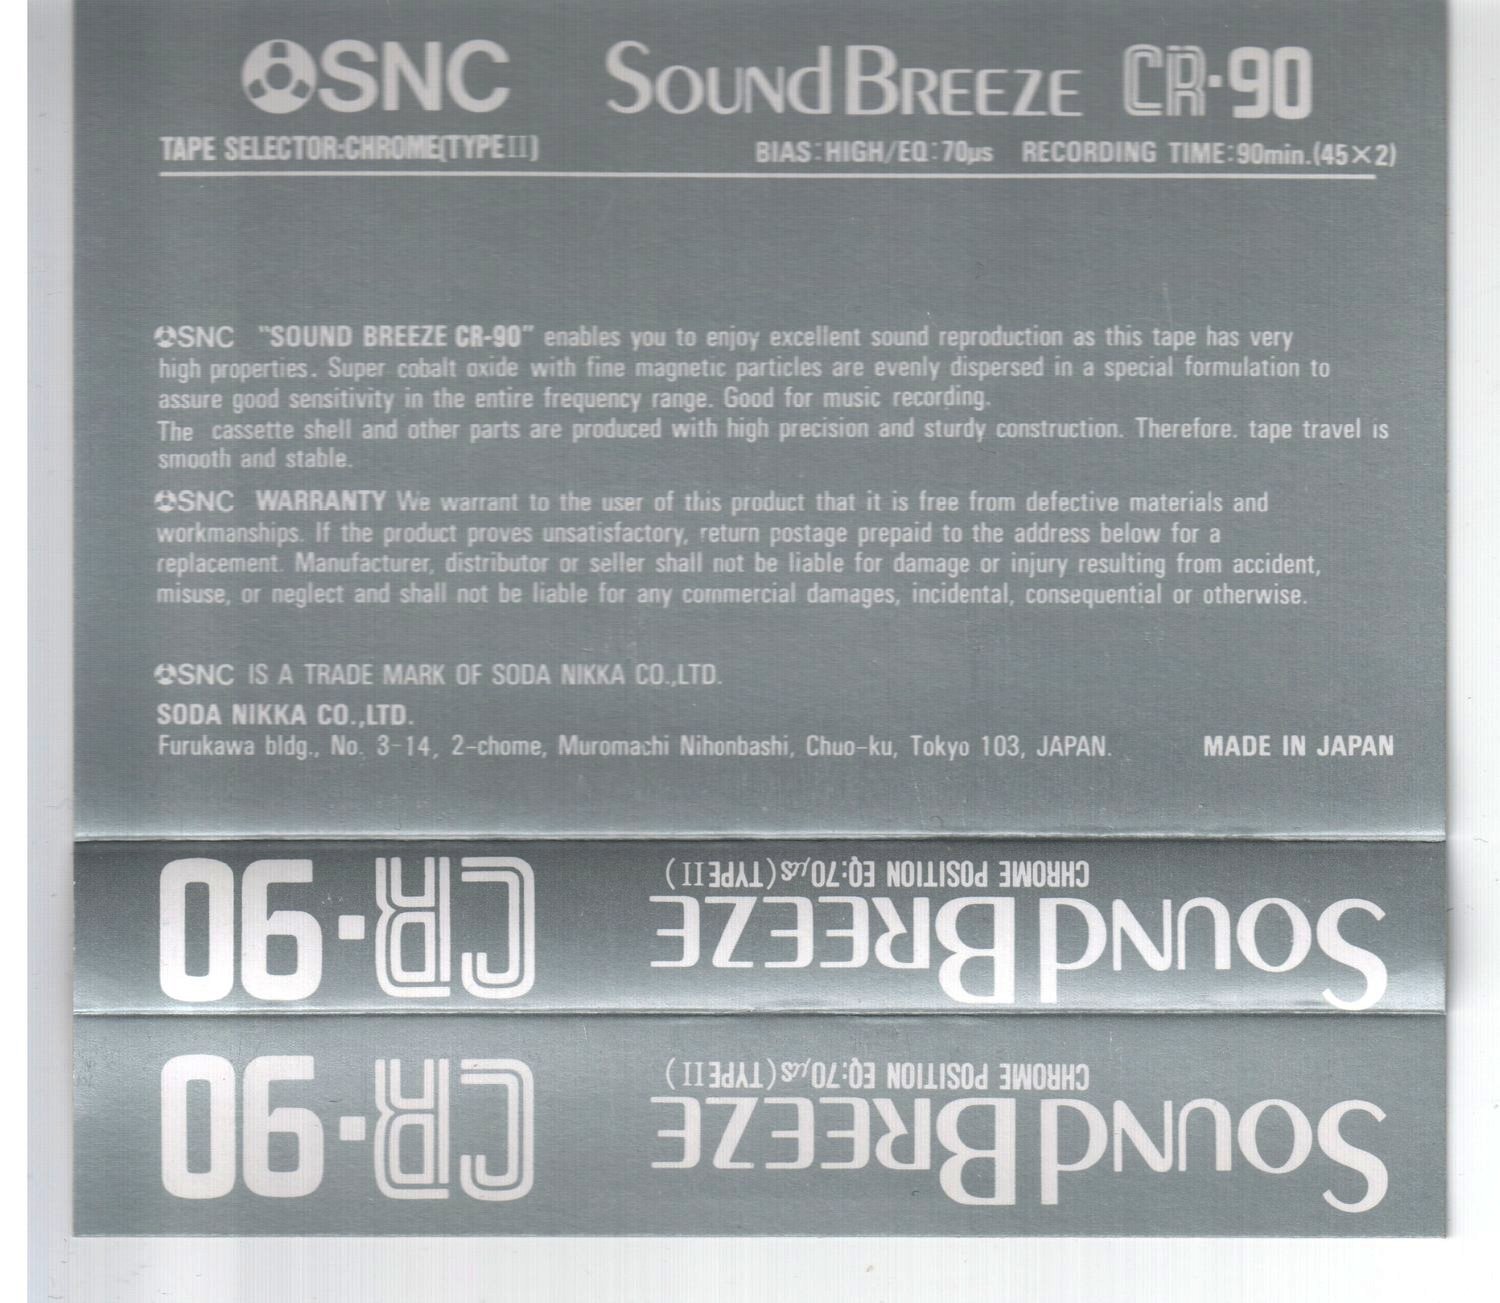 SNC SOUND BREEZE CR·90
TAPE SELECTOR:CHROME(TYPEII) BIAS:HIGH/EQ:70μs RECORDING TIME:90min.(45×2)
SNC "SOUND BREEZE CR-90" enables you to enjoy excellent sound reproduction as this tape has very
high properties. Super cobalt oxide with fine magnetic particles are evenly dispersed in a special formulation to
assure good sensitivity in the entire frequency range. Good for music recording.
The cassette shell and other parts are produced with high precision and sturdy construction. Therefore. tape travel is
smooth and stable.
SNC WARRANTY We warrant to the user of this product that it is free from defective materials and
workmanships. If the product proves unsatisfactory, return postage prepaid to the address below for a
replacement. Manufacturer, distributor or seller shall not be liable for damage or injury resulting from accident,
misuse, or neglect and shall not be liable for any commercial damages, incidental, consequential or otherwise.
SNC IS A TRADE MARK OF SODA NIKKA CO.,LTD.
SODA NIKKA CO.,LTD.
Furukawa bldg., No. 3-14, 2-chome, Muromachi Nihonbashi, Chuo-ku, Tokyo 103, JAPAN. MADE IN JAPAN
SOUND BREEZE CR·90
CHROME POSITION EQ:70μs(TYPEII)
SOUND BREEZE CR·90
CHROME POSITION EQ:70μs(TYPEII)